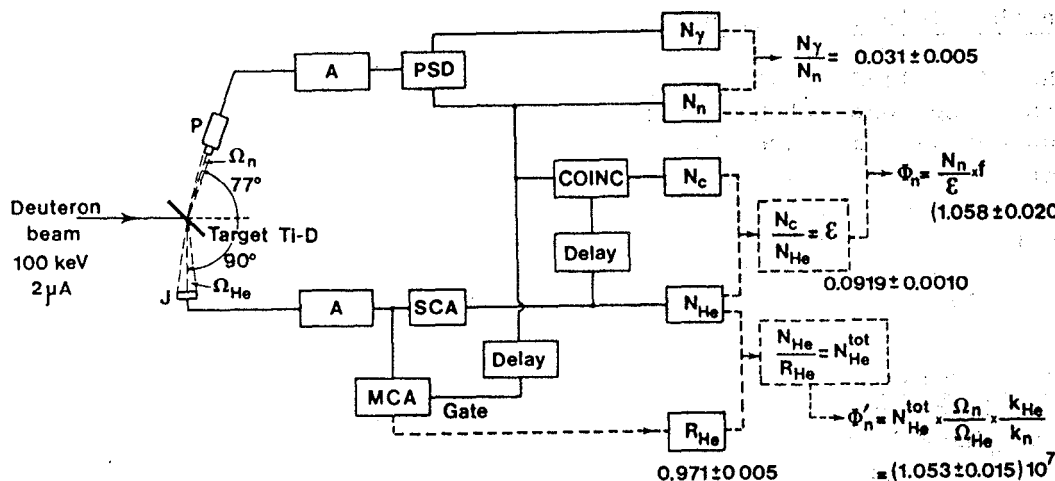 Deuteron
beam
100 keV
2μA
P
Ωn
77°
Target Ti-D
90°
ΩHe
J
A
PSD
Nγ
Nn
Nγ / Nn = 0.031 ± 0.005
COINC
Nc
Delay
Nc / NHe = ε
0.0919 ± 0.0010
Φn = Nn / ε × f
(1.058 ± 0.020
A
SCA
NHe
Delay
MCA
Gate
RHe
0.971 ± 0.005
NHe / RHe = NHe^tot
Φ'n = NHe^tot × Ωn / ΩHe × kHe / kn
= (1.053 ± 0.015) 10^7